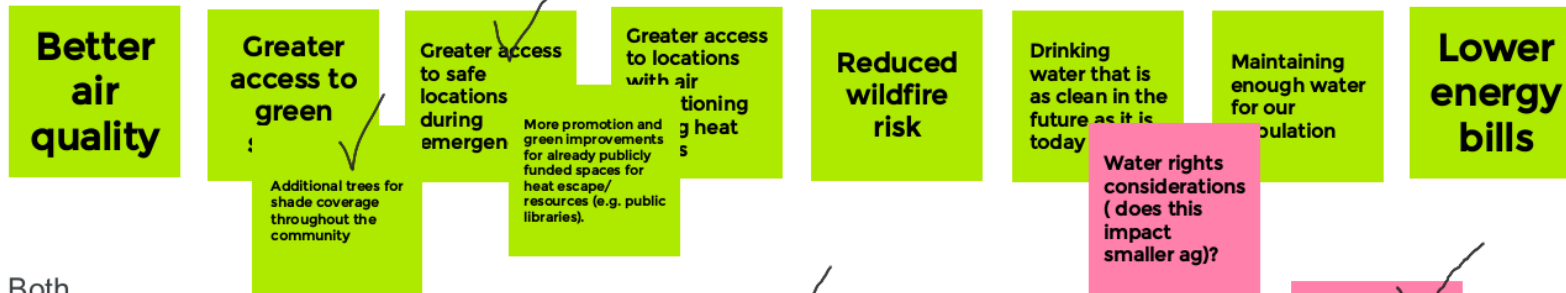 Better
air
quality
Greater
access to
green
Greater access
to safe
locations
during
emergen
Greater access
to locations
with air
tioning
heat
Additional trees for
shade coverage
throughout the
community
More promotion and
green improvements
for already publicly
funded spaces for
heat escape/
resources (e.g. public
libraries).
Reduced
wildfire
risk
Drinking
water that is
as clean in the
future as it is
today
Water rights
considerations
( does this
impact
smaller ag)?
Maintaining
enough water
for our
pulation
Lower
energy
bills
Both